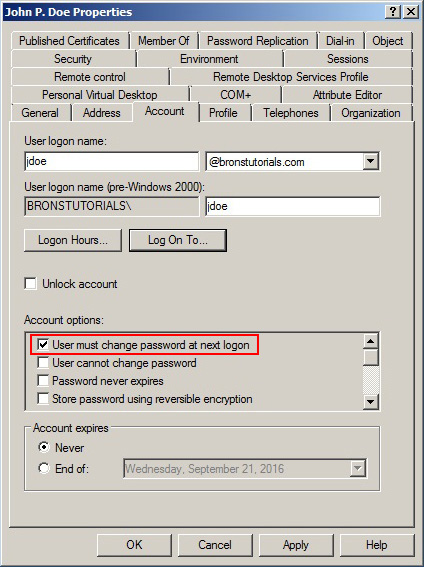 John P. Doe Properties
Published Certificates Member Of Password Replication Dial-in Object
Security Environment Sessions
Remote control Remote Desktop Services Profile
Personal Virtual Desktop COM+ Attribute Editor
General Address Account Profile Telephones Organization
User logon name:
jdoe @bronstutorials.com
User logon name (pre-Windows 2000):
BRONSTUTORIALS\ jdoe
Logon Hours... Log On To...
Unlock account
Account options:
User must change password at next logon
User cannot change password
Password never expires
Store password using reversible encryption
Account expires
Never
End of: Wednesday, September 21, 2016
OK Cancel Apply Help